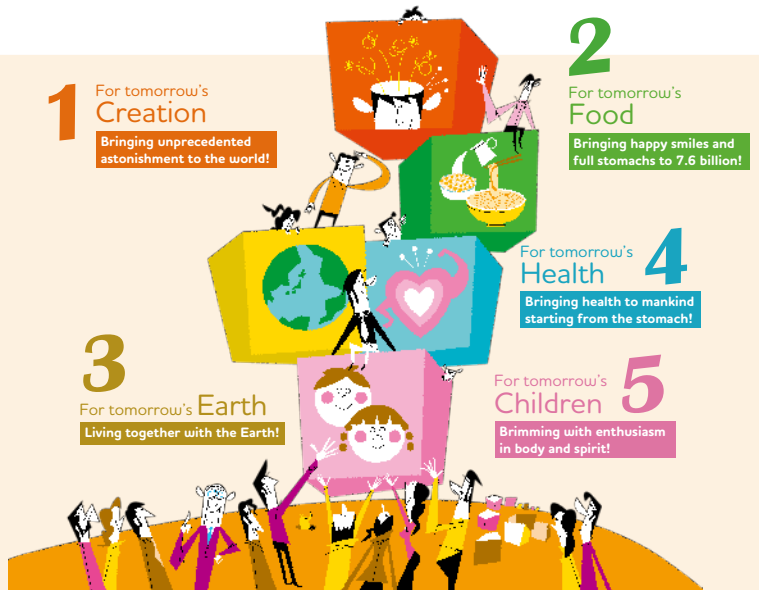 1
For tomorrow's
Creation
Bringing unprecedented
astonishment to the world!
2
For tomorrow's
Food
Bringing happy smiles and
full stomachs to 7.6 billion!
3
For tomorrow's Earth
Living together with the Earth!
4
For tomorrow's
Health
Bringing health to mankind
starting from the stomach!
5
For tomorrow's
Children
Brimming with enthusiasm
in body and spirit!